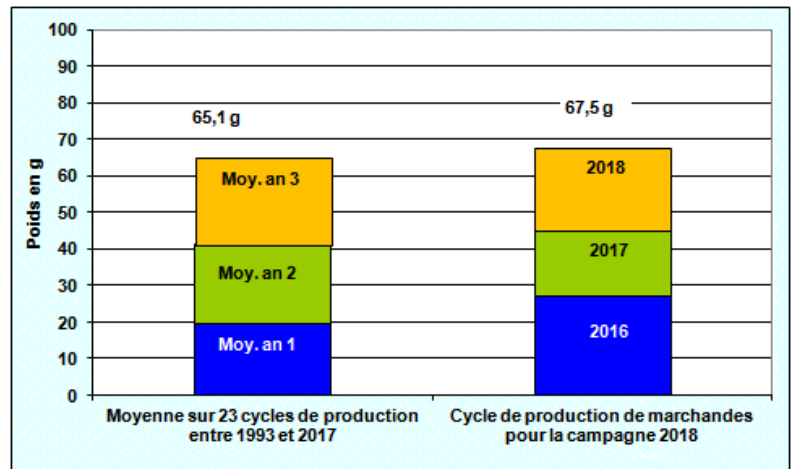 100
90
80
70
60
50
40
30
20
10
0
Poids en g
65,1 g
67,5 g
Moy. an 3
Moy. an 2
Moy. an 1
2018
2017
2016
Moyenne sur 23 cycles de production
entre 1993 et 2017
Cycle de production de marchandes
pour la campagne 2018